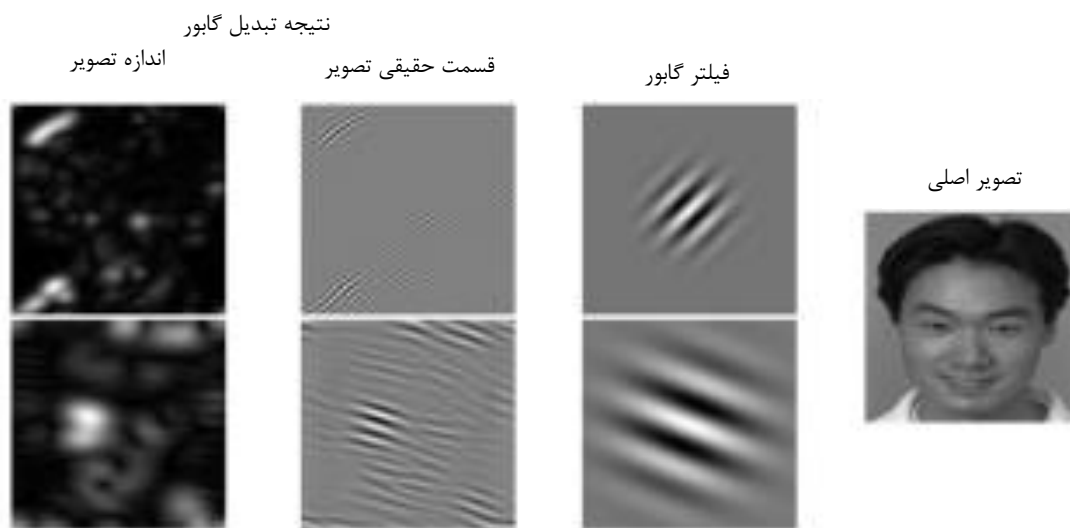 نتیجه تبدیل گابور
تصویر اصلی
فیلتر گابور
قسمت حقیقی تصویر
اندازه تصویر